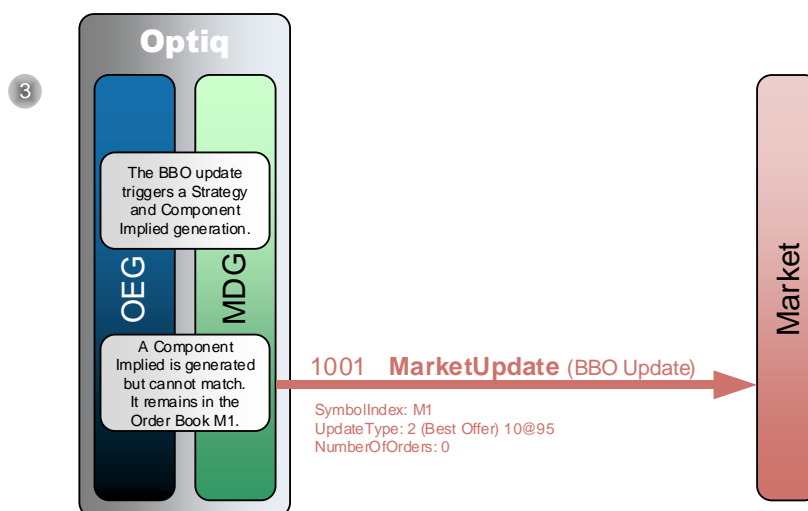 Optiq
3
The BBO update
triggers a Strategy
and Component
Implied generation.
OEG
MDG
A Component
Implied is generated
but cannot match.
It remains in the
Order Book M1.
1001 MarketUpdate (BBO Update)
SymbolIndex: M1
UpdateType: 2 (Best Offer) 10@95
NumberOfOrders: 0
Market